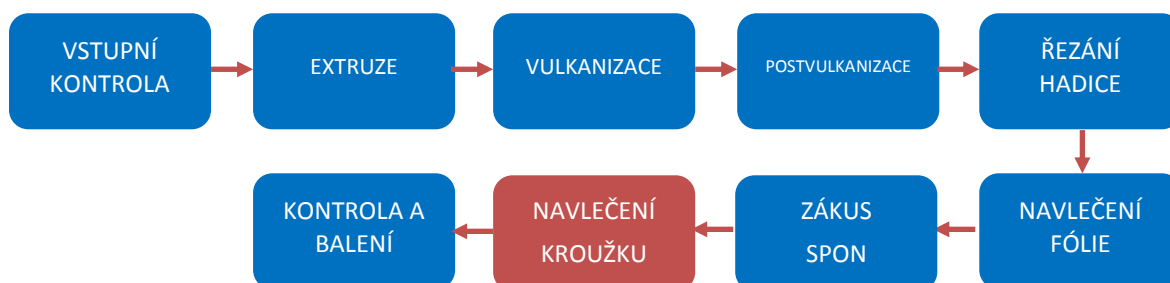 VSTUPNÍ
KONTROLA
EXTRUZE
VULKANIZACE
POSTVULKANIZACE
ŘEZÁNÍ
HADICE
NAVLEČENÍ
FÓLIE
ZÁKUS
SPON
NAVLEČENÍ
KROUŽKU
KONTROLA A
BALENÍ